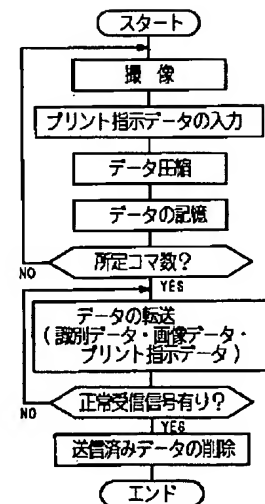 スタート
撮像
プリント指示データの入力
データ圧縮
データの記憶
所定コマ数?
NO
YES
データの転送
(識別データ・画像データ・
プリント指示データ)
正常受信信号有り?
NO
YES
送信済みデータの削除
エンド